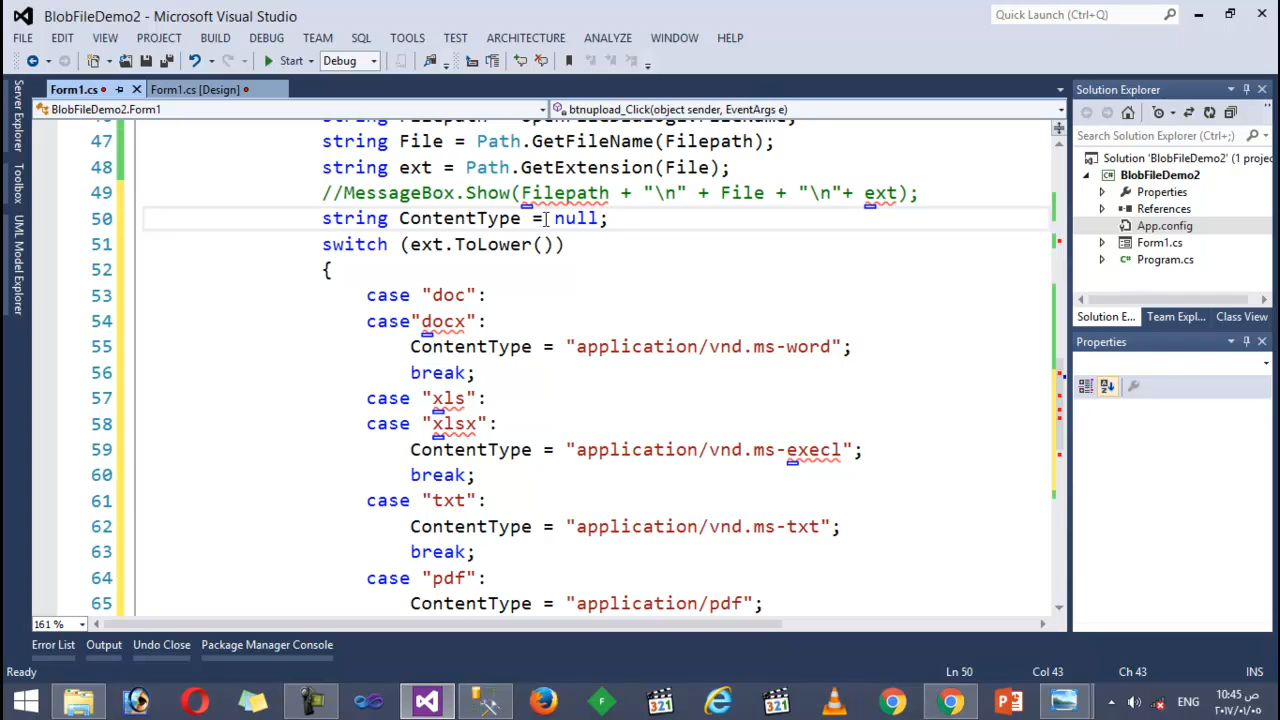 BlobFileDemo2 - Microsoft Visual Studio
Quick Launch (Ctrl+Q)
FILE EDIT VIEW PROJECT BUILD DEBUG TEAM SQL TOOLS TEST ARCHITECTURE ANALYZE WINDOW HELP
Start Debug
Form1.cs Form1.cs [Design]
BlobFileDemo2.Form1 btnupload_Click(object sender, EventArgs e)
47 string File = Path.GetFileName(Filepath);
48 string ext = Path.GetExtension(File);
49 //MessageBox.Show(Filepath + "\n" + File + "\n"+ ext);
50 string ContentType = null;
51 switch (ext.ToLower())
52 {
53 case "doc":
54 case"docx":
55 ContentType = "application/vnd.ms-word";
56 break;
57 case "xls":
58 case "xlsx":
59 ContentType = "application/vnd.ms-execl";
60 break;
61 case "txt":
62 ContentType = "application/vnd.ms-txt";
63 break;
64 case "pdf":
65 ContentType = "application/pdf";
161 %
Server Explorer
Toolbox
UML Model Explorer
Solution Explorer
Search Solution Explorer (Ctrl+;)
Solution 'BlobFileDemo2' (1 projec
BlobFileDemo2
Properties
References
App.config
Form1.cs
Program.cs
Solution E... Team Expl... Class View
Properties
Error List Output Undo Close Package Manager Console
Ready Ln 50 Col 43 Ch 43 INS
321 321 ENG 10:45 ص
٢٠١٧/٠١/٠٥